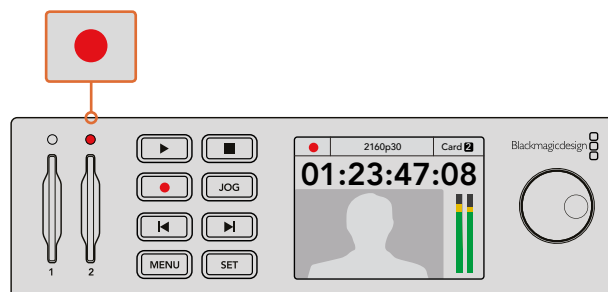 2160p30 Card 2
01:23:47:08
Blackmagicdesign
JOG
MENU SET
1 2